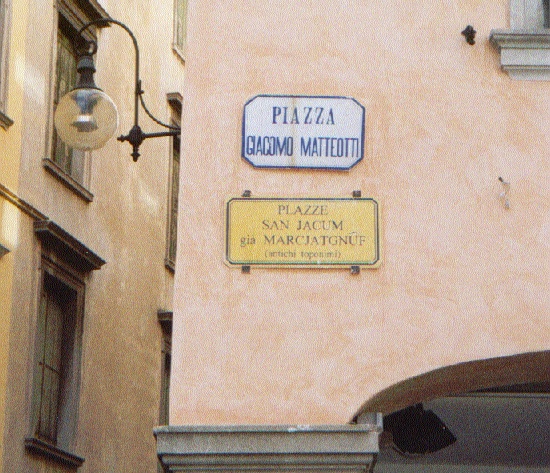 PIAZZA
GIACOMO MATTEOTTI
PLAZZE
SAN JACUM
già MARCJATGNÛF
(antichi toponimi)